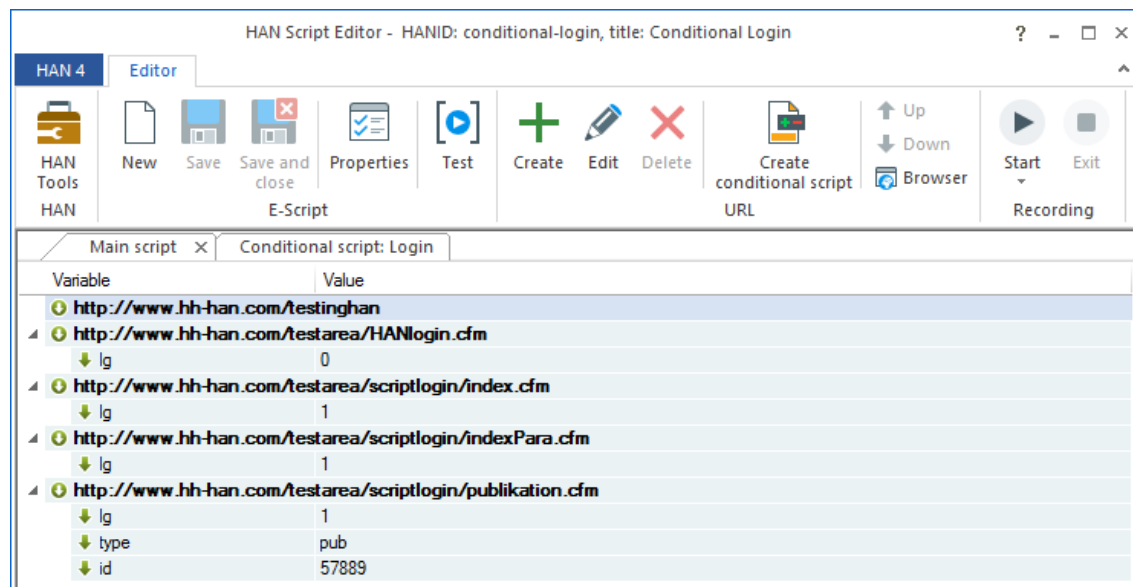 HAN Script Editor - HANID: conditional-login, title: Conditional Login
HAN 4 Editor
HAN Tools New Save Save and close Properties Test Create Edit Delete Create conditional script Up Down Browser Start Exit
HAN E-Script URL Recording
Main script Conditional script: Login
Variable Value
http://www.hh-han.com/testinghan
http://www.hh-han.com/testarea/HANlogin.cfm
lg 0
http://www.hh-han.com/testarea/scriptlogin/index.cfm
lg 1
http://www.hh-han.com/testarea/scriptlogin/indexPara.cfm
lg 1
http://www.hh-han.com/testarea/scriptlogin/publikation.cfm
lg 1
type pub
id 57889